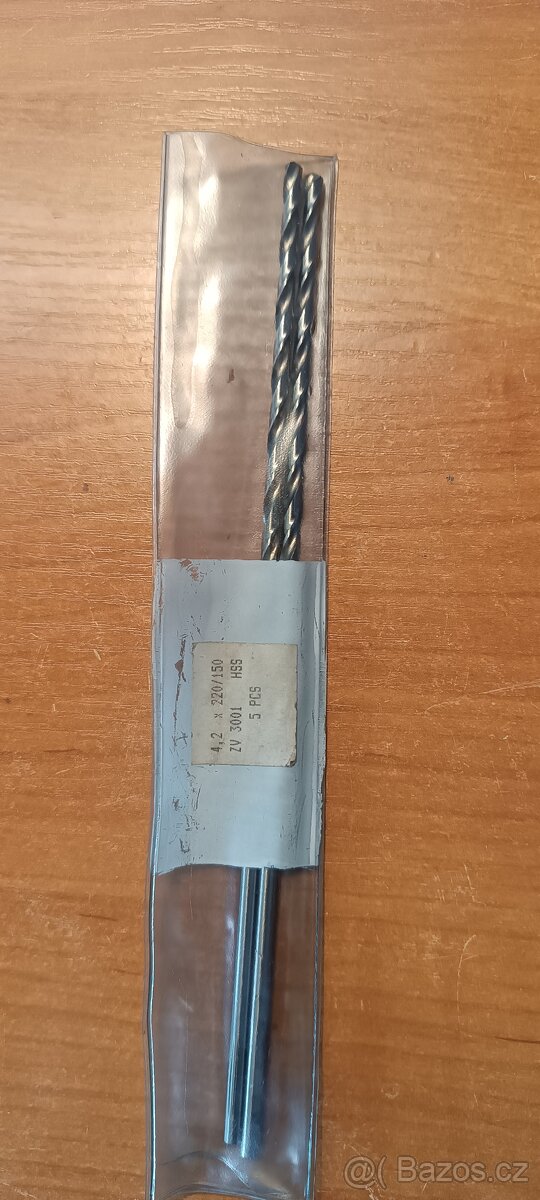 4,2 x 220/150
ZV 3001 HSS
5 PCS
Bazos.cz